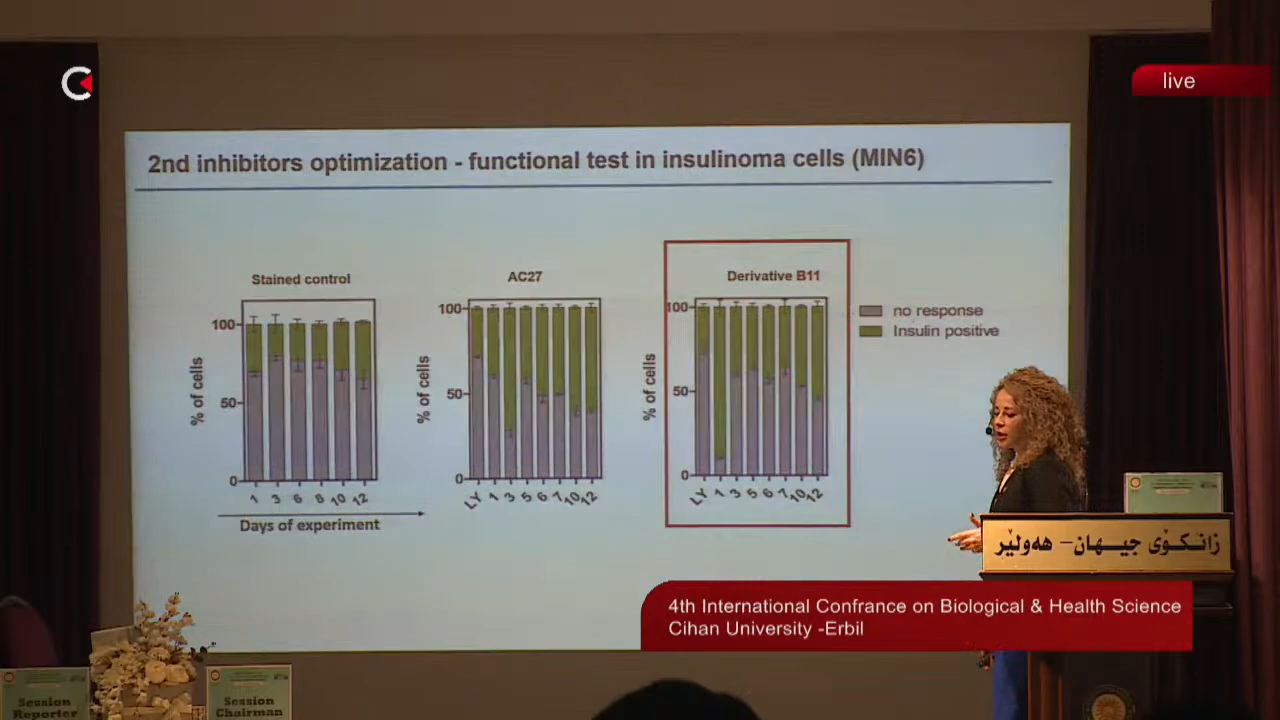 live
2nd inhibitors optimization - functional test in insulinoma cells (MIN6)
Stained control
% of cells
100
50
0
1 3 6 8 10 12
Days of experiment
AC27
% of cells
100
50
0
LY 1 3 5 6 7 10 12
Derivative B11
% of cells
100
50
0
LY 1 3 5 6 7 10 12
no response
Insulin positive
زانکۆی جیهان - هەولێر
4th International Confrance on Biological & Health Science
Cihan University -Erbil
Session
Reporter
Session
Chairman